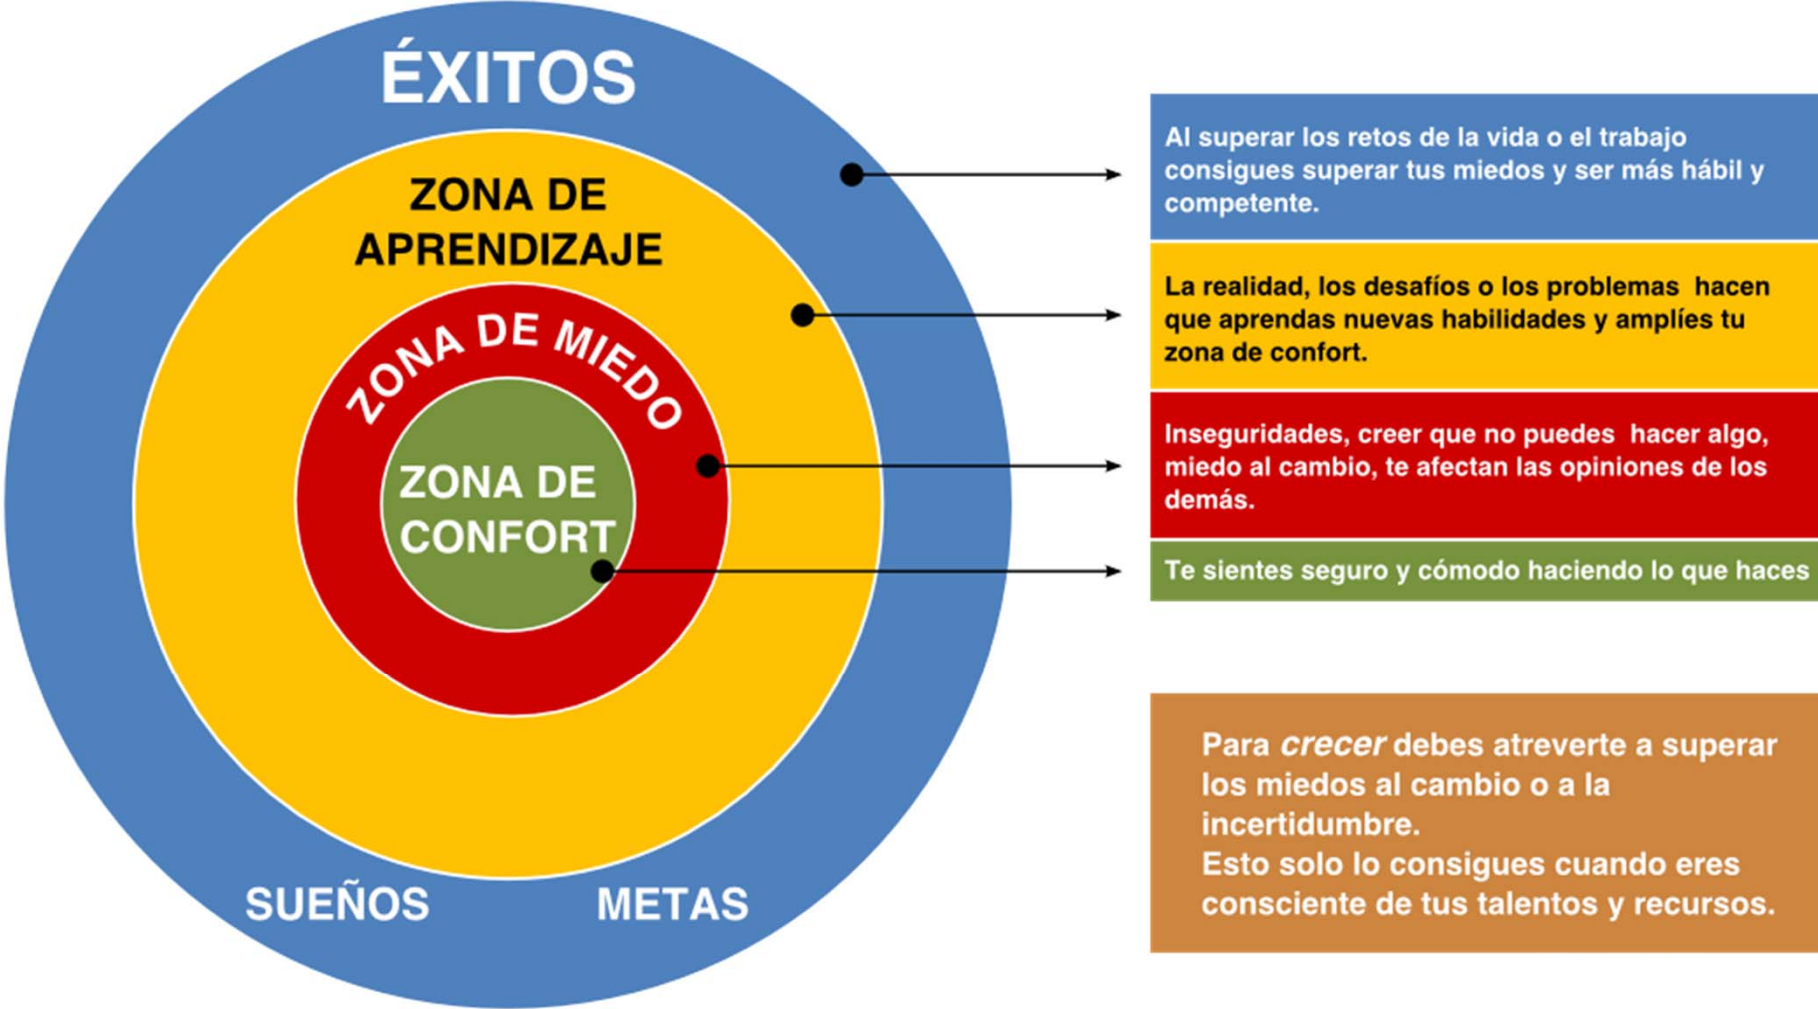 ÉXITOS
ZONA DE
APRENDIZAJE
ZONA DE MIEDO
ZONA DE
CONFORT
SUEÑOS
METAS
Al superar los retos de la vida o el trabajo
consigues superar tus miedos y ser más hábil y
competente.
La realidad, los desafíos o los problemas hacen
que aprendas nuevas habilidades y amplíes tu
zona de confort.
Inseguridades, creer que no puedes hacer algo,
miedo al cambio, te afectan las opiniones de los
demás.
Te sientes seguro y cómodo haciendo lo que haces
Para crecer debes atreverte a superar
los miedos al cambio o a la
incertidumbre.
Esto solo lo consigues cuando eres
consciente de tus talentos y recursos.